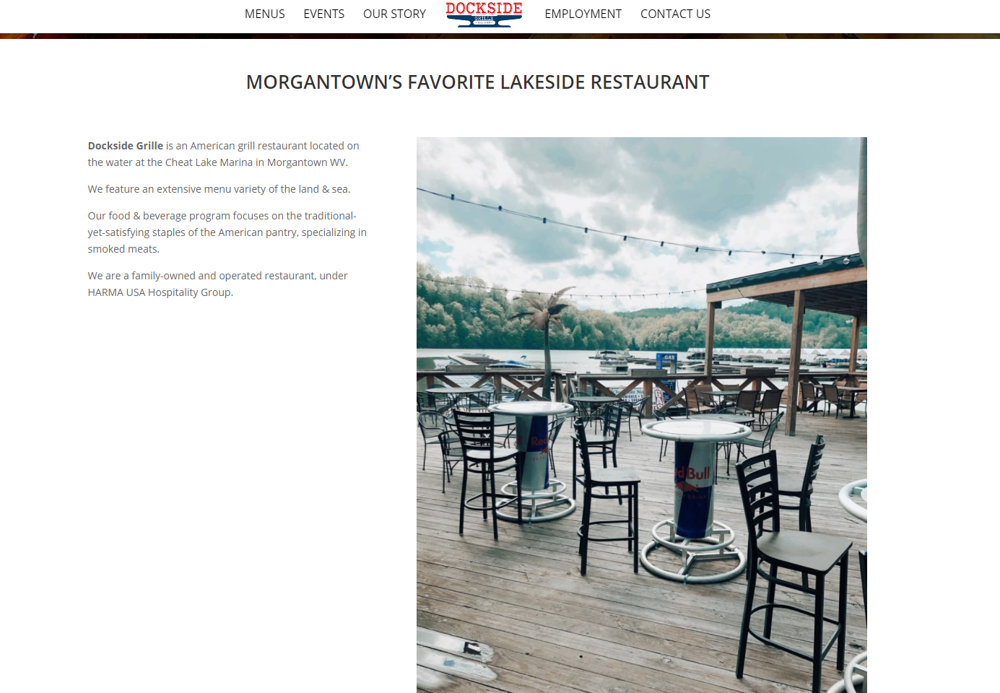 MENUS EVENTS OUR STORY DOCKSIDE GRILLE EMPLOYMENT CONTACT US
MORGANTOWN’S FAVORITE LAKESIDE RESTAURANT
Dockside Grille is an American grill restaurant located on
the water at the Cheat Lake Marina in Morgantown WV.
We feature an extensive menu variety of the land & sea.
Our food & beverage program focuses on the traditional-
yet-satisfying staples of the American pantry, specializing in
smoked meats.
We are a family-owned and operated restaurant, under
HARMA USA Hospitality Group.
GAS
GAS
Red
d Bull